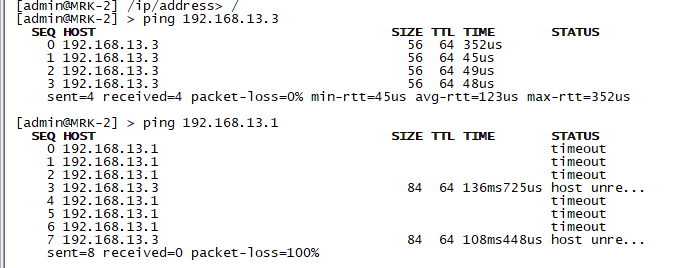 [admin@MRK-2] /ip/address> /
[admin@MRK-2] > ping 192.168.13.3
SEQ HOST SIZE TTL TIME STATUS
0 192.168.13.3 56 64 352us
1 192.168.13.3 56 64 45us
2 192.168.13.3 56 64 49us
3 192.168.13.3 56 64 48us
sent=4 received=4 packet-loss=0% min-rtt=45us avg-rtt=123us max-rtt=352us
[admin@MRK-2] > ping 192.168.13.1
SEQ HOST SIZE TTL TIME STATUS
0 192.168.13.1 timeout
1 192.168.13.1 timeout
2 192.168.13.1 timeout
3 192.168.13.3 84 64 136ms725us host unre...
4 192.168.13.1 timeout
5 192.168.13.1 timeout
6 192.168.13.1 timeout
7 192.168.13.3 84 64 108ms448us host unre...
sent=8 received=0 packet-loss=100%